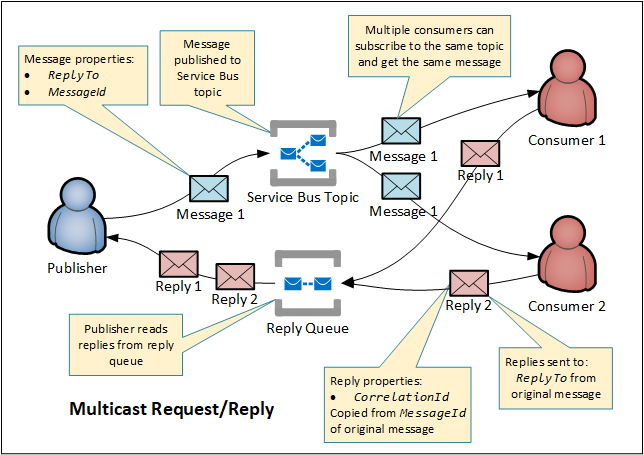 Message properties:
• ReplyTo
• MessageId
Message
published to
Service Bus
topic
Multiple consumers can
subscribe to the same topic
and get the same message
Consumer 1
Message 1
Reply 1
Message 1
Service Bus Topic
Message 1
Publisher
Consumer 2
Reply 1
Reply 2
Reply Queue
Reply 2
Publisher reads
replies from reply
queue
Reply properties:
• CorrelationId
Copied from MessageId
of original message
Replies sent to:
ReplyTo from
original message
Multicast Request/Reply